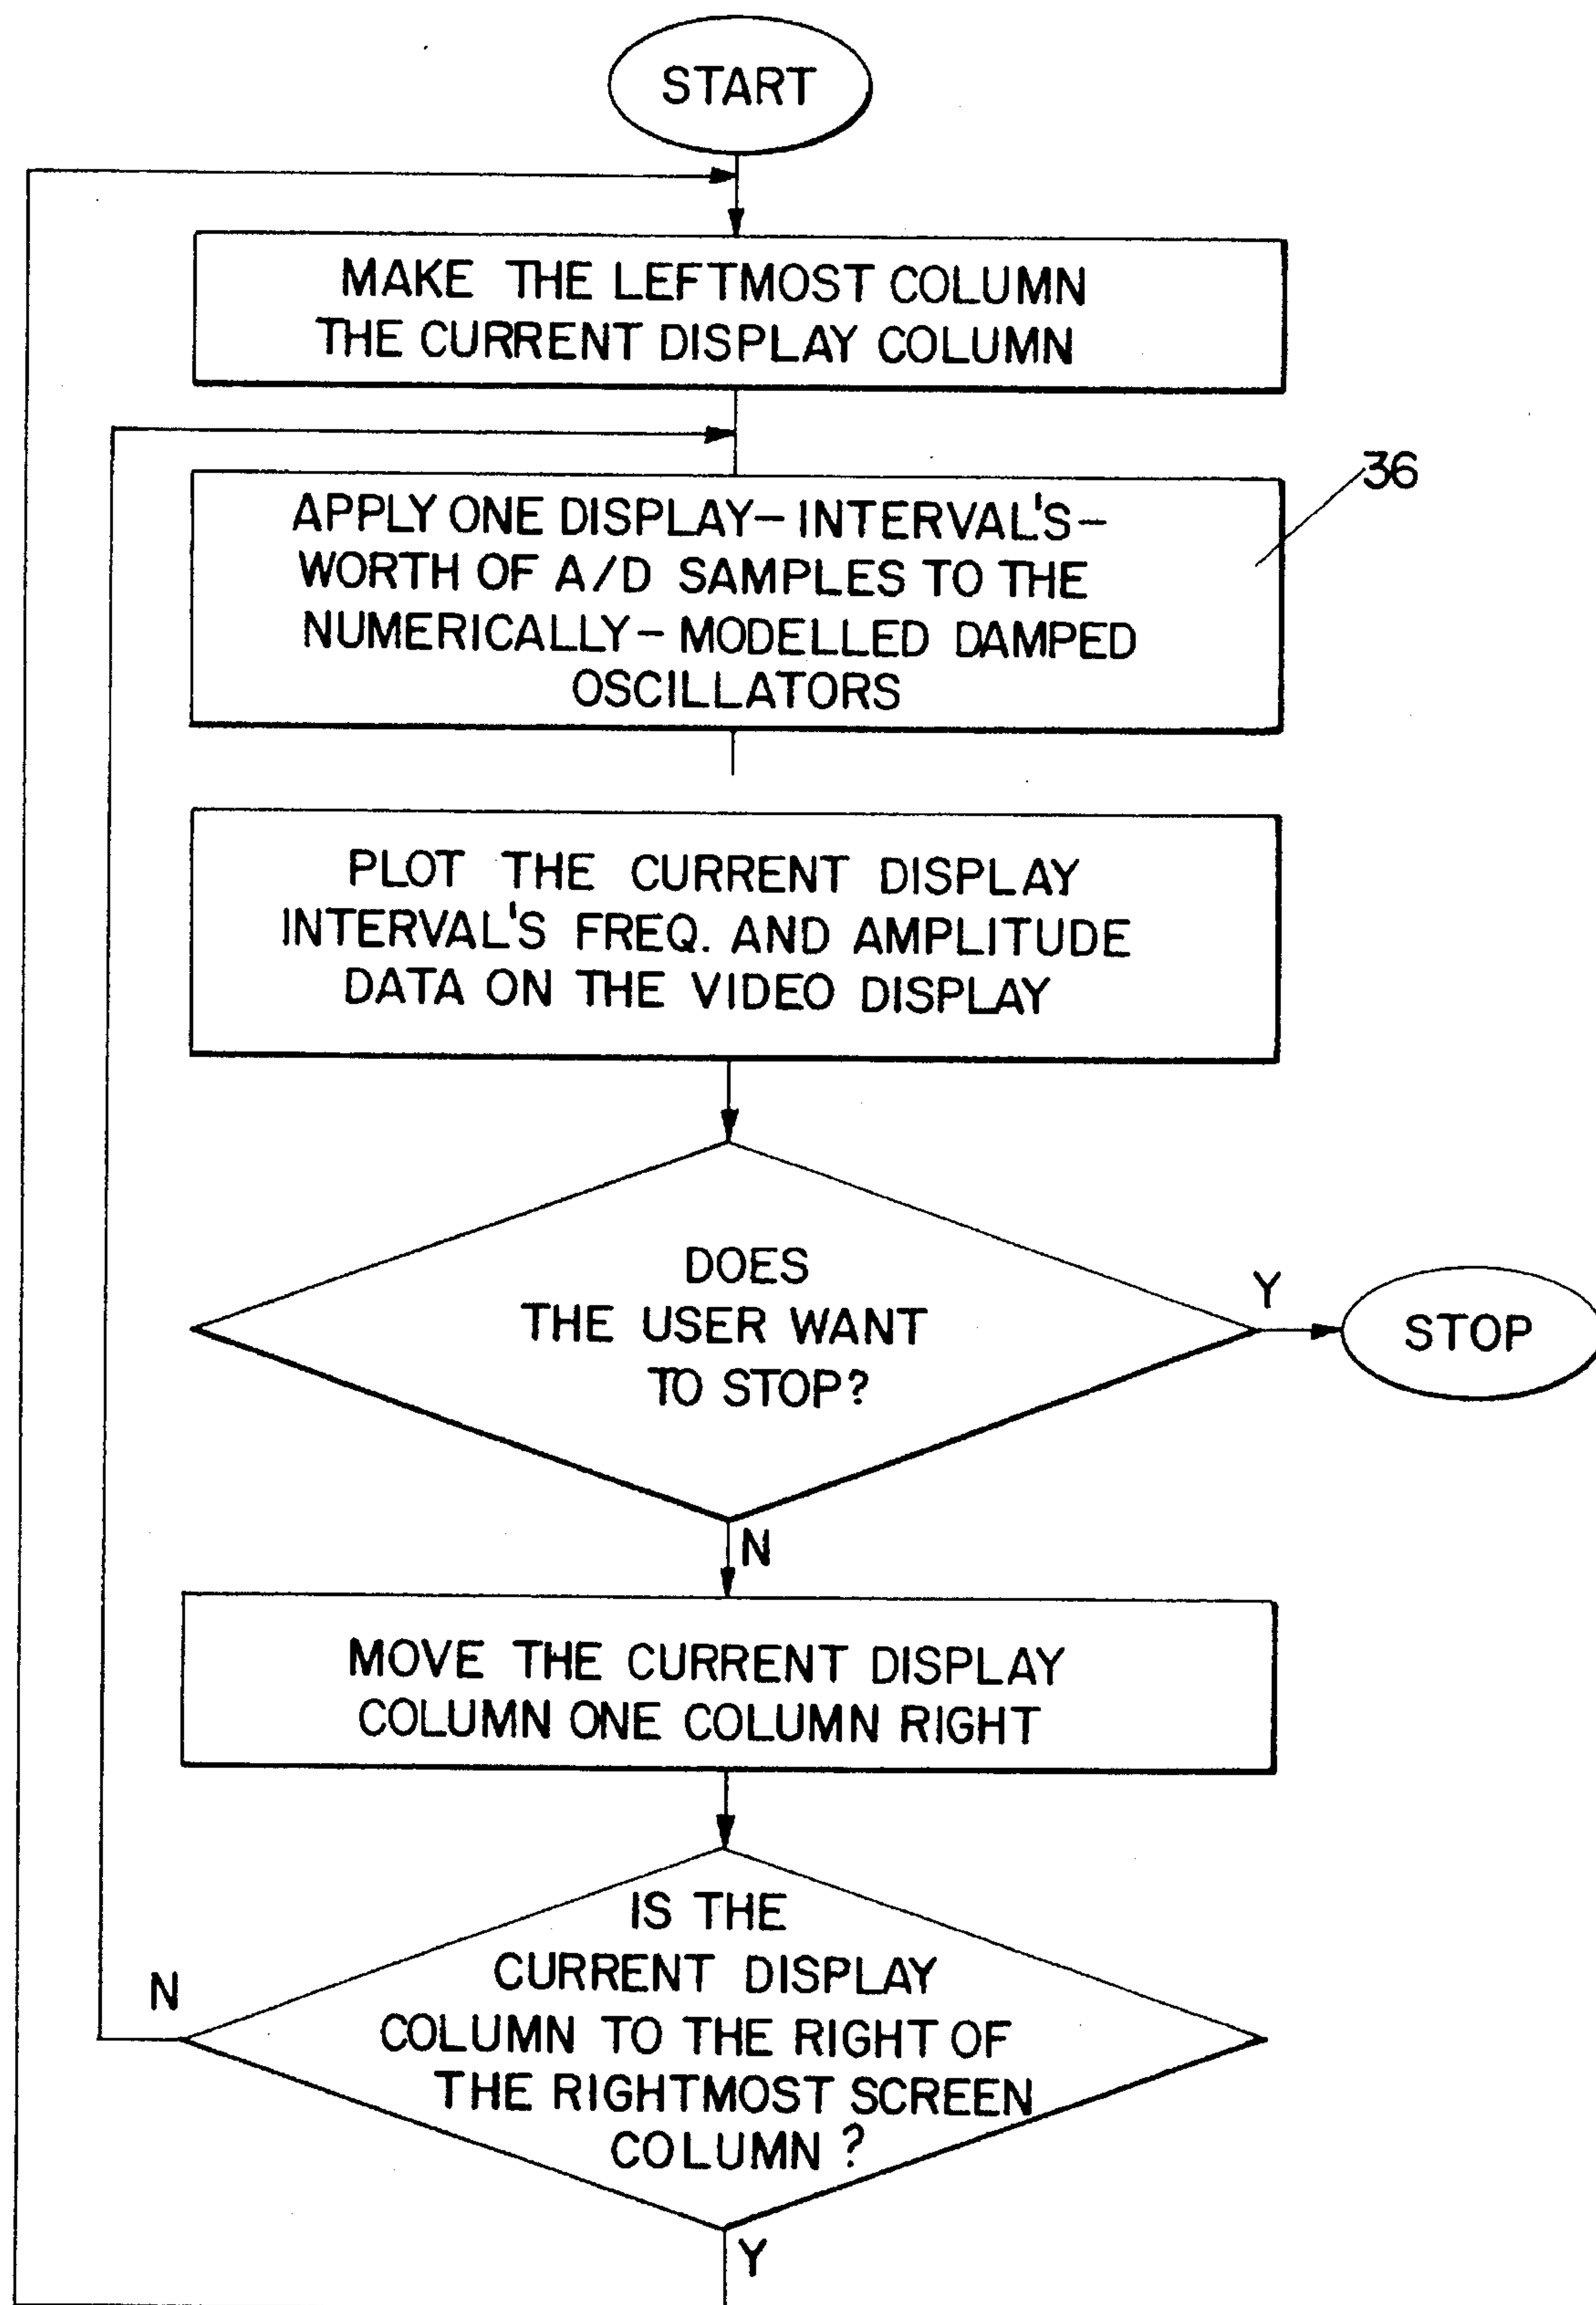 START
MAKE THE LEFTMOST COLUMN
THE CURRENT DISPLAY COLUMN
36
APPLY ONE DISPLAY-INTERVAL'S-
WORTH OF A/D SAMPLES TO THE
NUMERICALLY-MODELLED DAMPED
OSCILLATORS
PLOT THE CURRENT DISPLAY
INTERVAL'S FREQ. AND AMPLITUDE
DATA ON THE VIDEO DISPLAY
DOES
THE USER WANT
TO STOP?
Y
STOP
N
MOVE THE CURRENT DISPLAY
COLUMN ONE COLUMN RIGHT
IS THE
CURRENT DISPLAY
N
COLUMN TO THE RIGHT OF
THE RIGHTMOST SCREEN
COLUMN?
Y